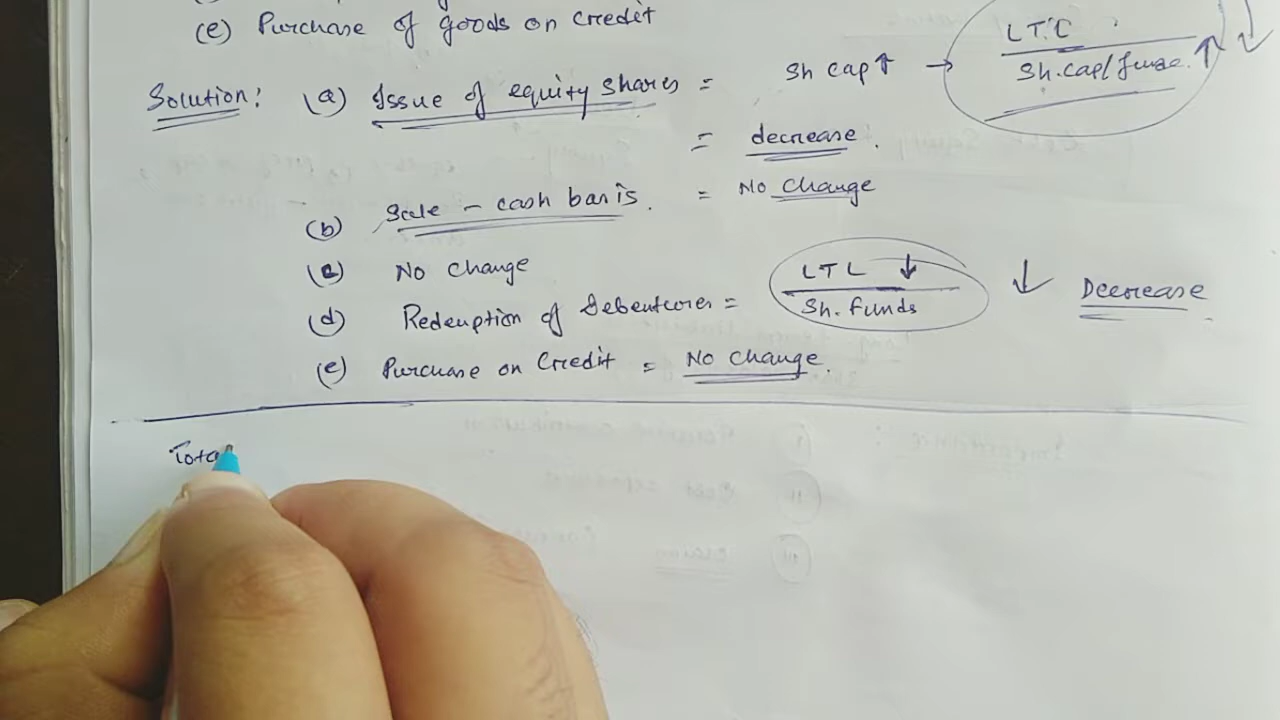 (e) Purchase of goods on Credit
Solution: (a) Issue of equity shares = Sh cap ↑ → LTL / Sh.cap/funds. ↑ ↓
= decrease.
(b) Sale - cash basis. = No change
(c) No change
(d) Redemption of Debentures = LTL ↓ / Sh. Funds ↓ Decrease
(e) Purchase on Credit = No change.
Tota